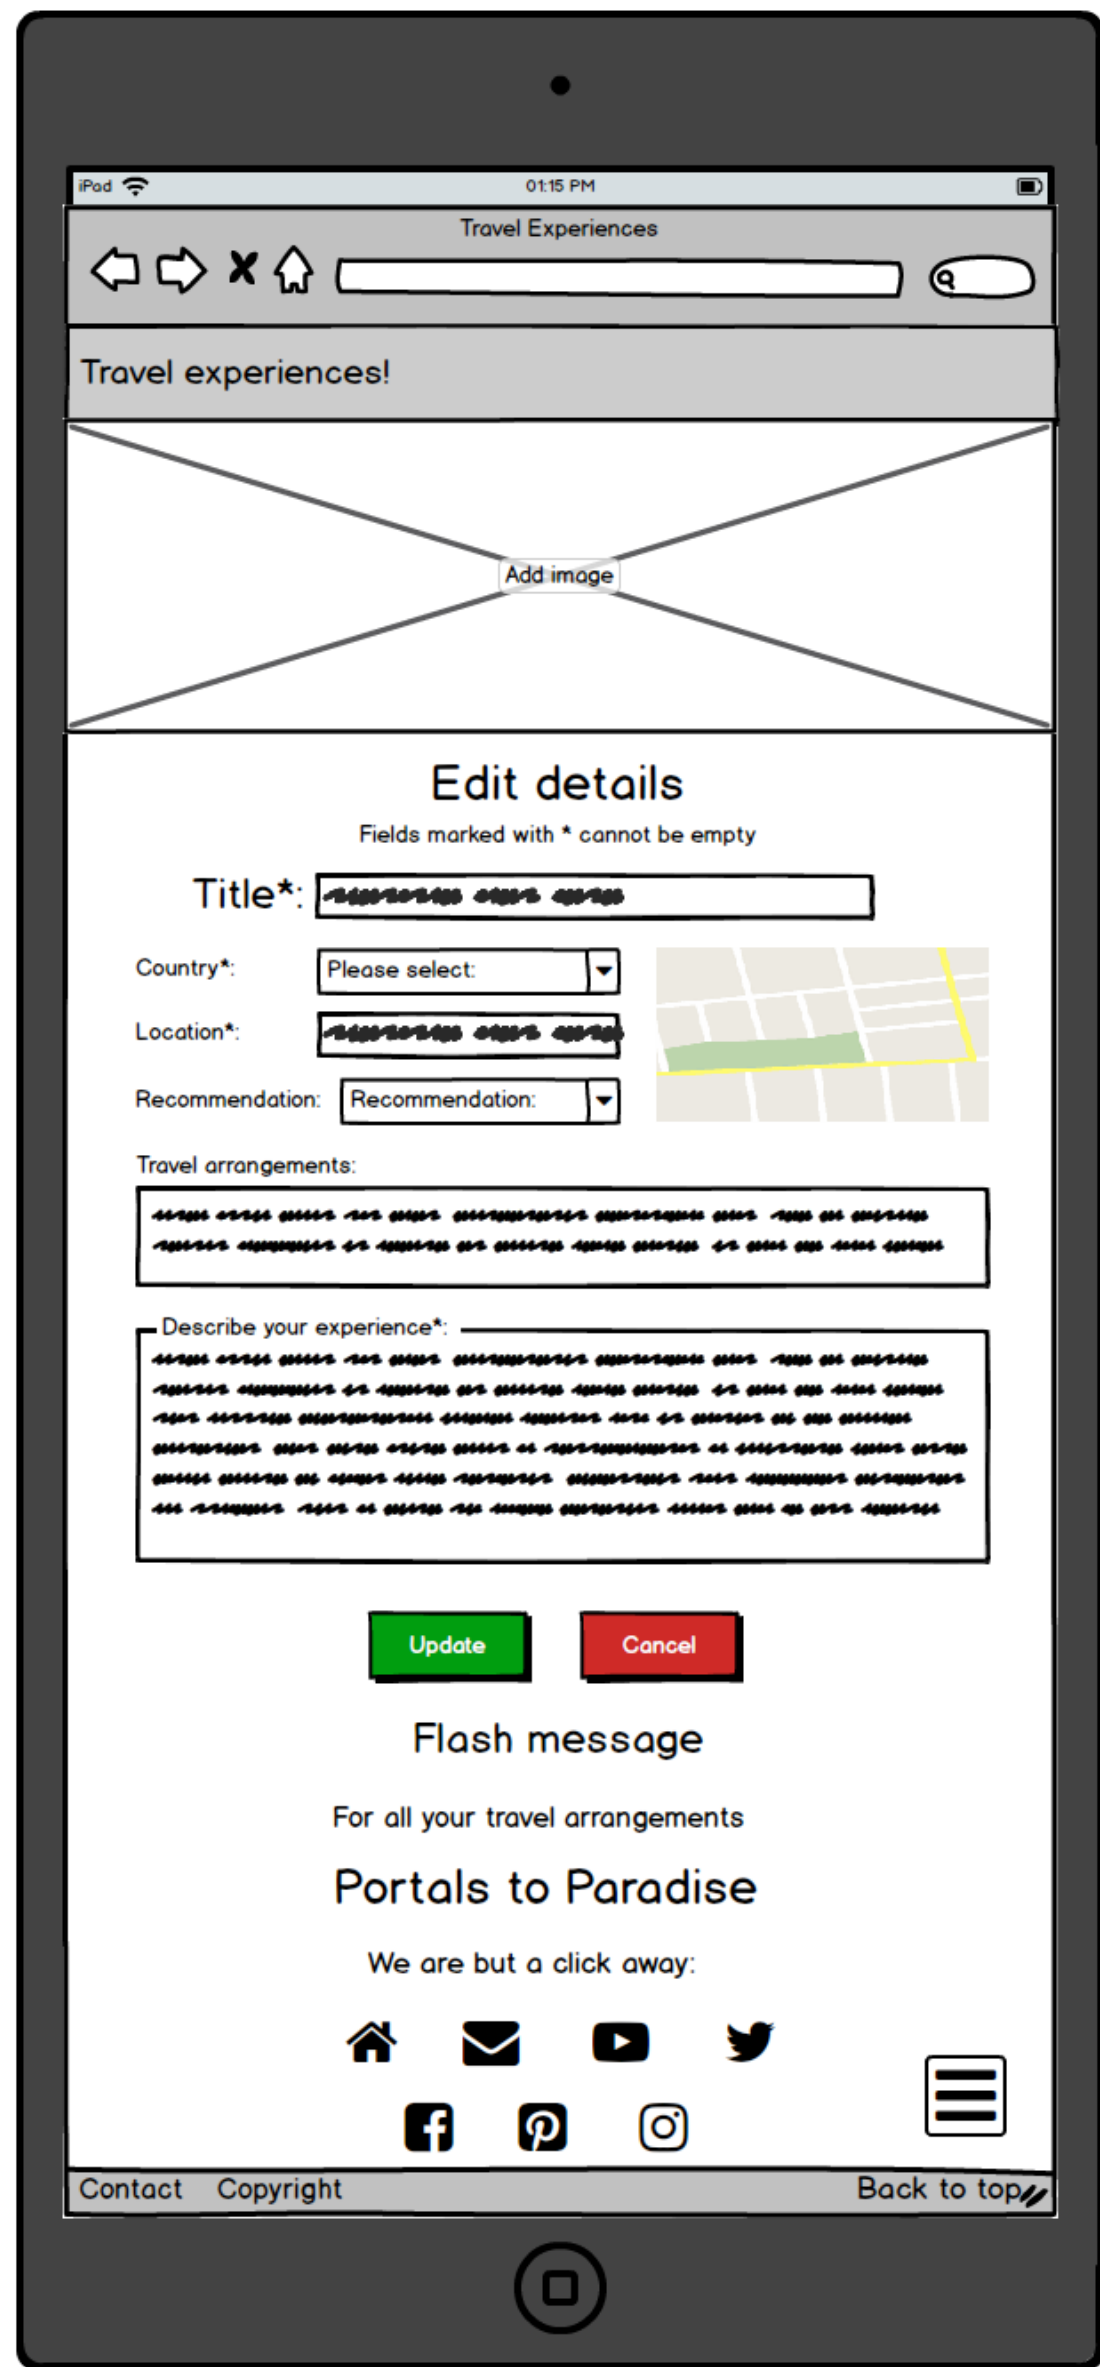 iPad 01:15 PM
Travel Experiences
Travel experiences!
Add image
Edit details
Fields marked with * cannot be empty
Title*:
Country*: Please select:
Location*:
Recommendation: Recommendation:
Travel arrangements:
Describe your experience*:
Update Cancel
Flash message
For all your travel arrangements
Portals to Paradise
We are but a click away:
Contact Copyright Back to top